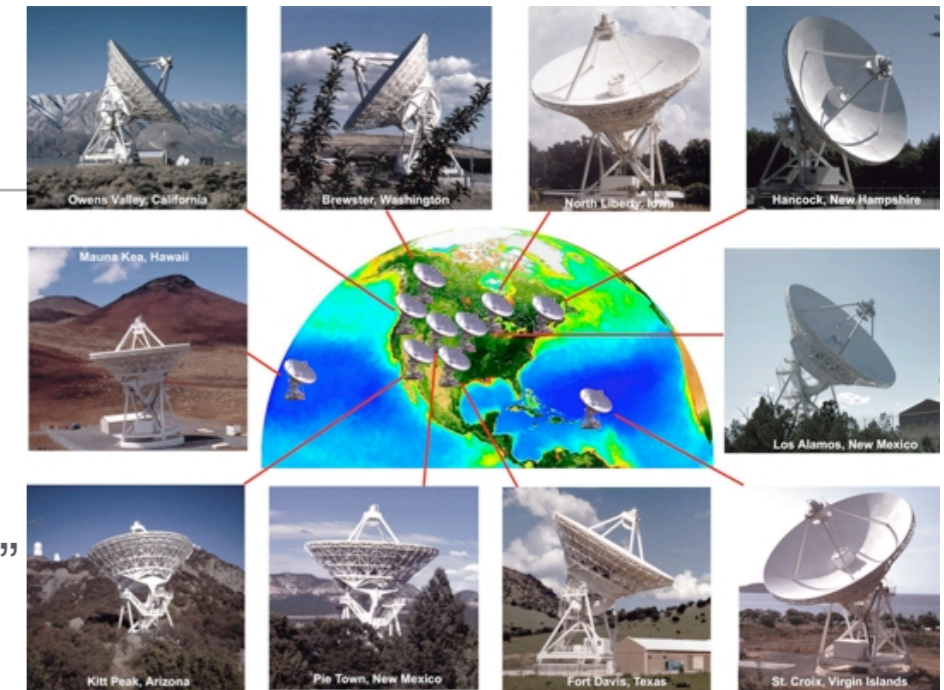 Owens Valley, California
Brewster, Washington
North Liberty, Iowa
Hancock, New Hampshire
Mauna Kea, Hawaii
Los Alamos, New Mexico
”
Kitt Peak, Arizona
Pie Town, New Mexico
Fort Davis, Texas
St. Croix, Virgin Islands